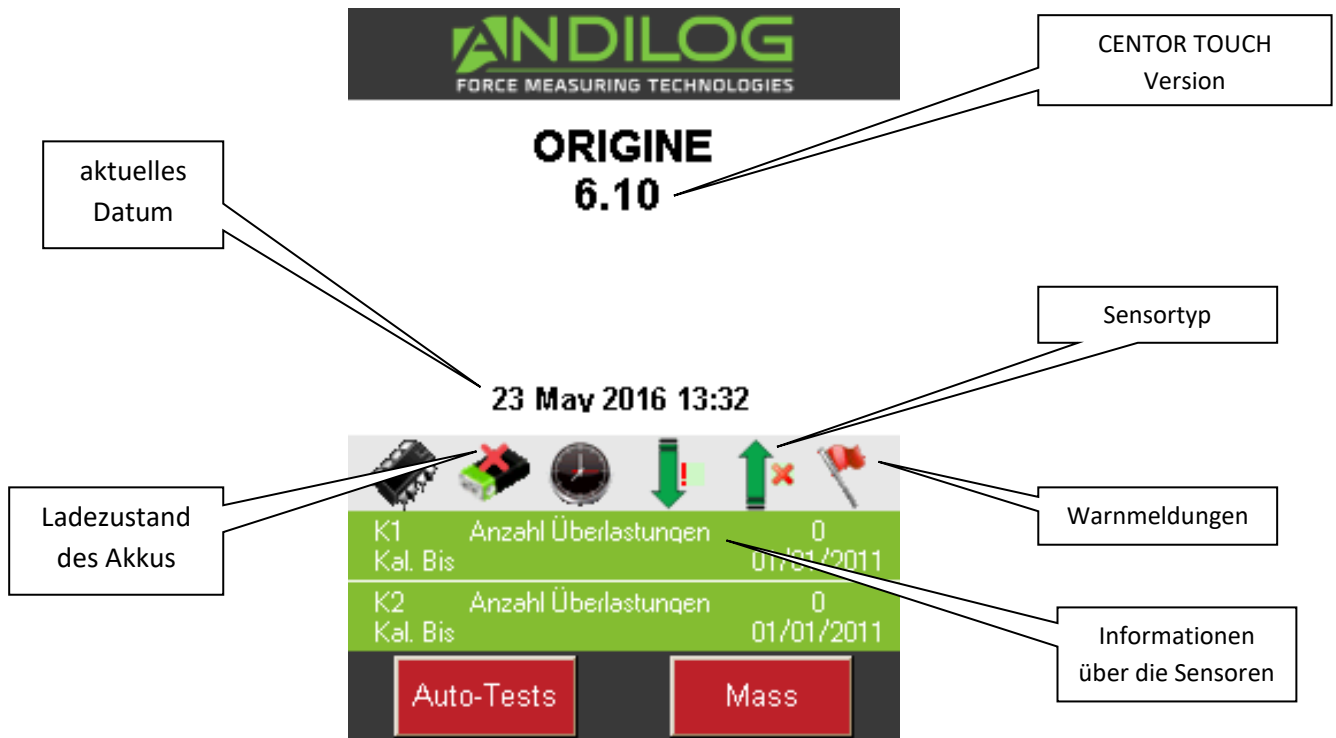 ANDILOG
FORCE MEASURING TECHNOLOGIES
CENTOR TOUCH
Version
ORIGINE
6.10
aktuelles
Datum
Sensortyp
23 May 2016 13:32
Ladezustand
des Akkus
Warnmeldungen
K1 Anzahl Überlastungen 0
Kal. Bis 01/01/2011
K2 Anzahl Überlastungen 0
Kal. Bis 01/01/2011
Informationen
über die Sensoren
Auto-Tests Mass